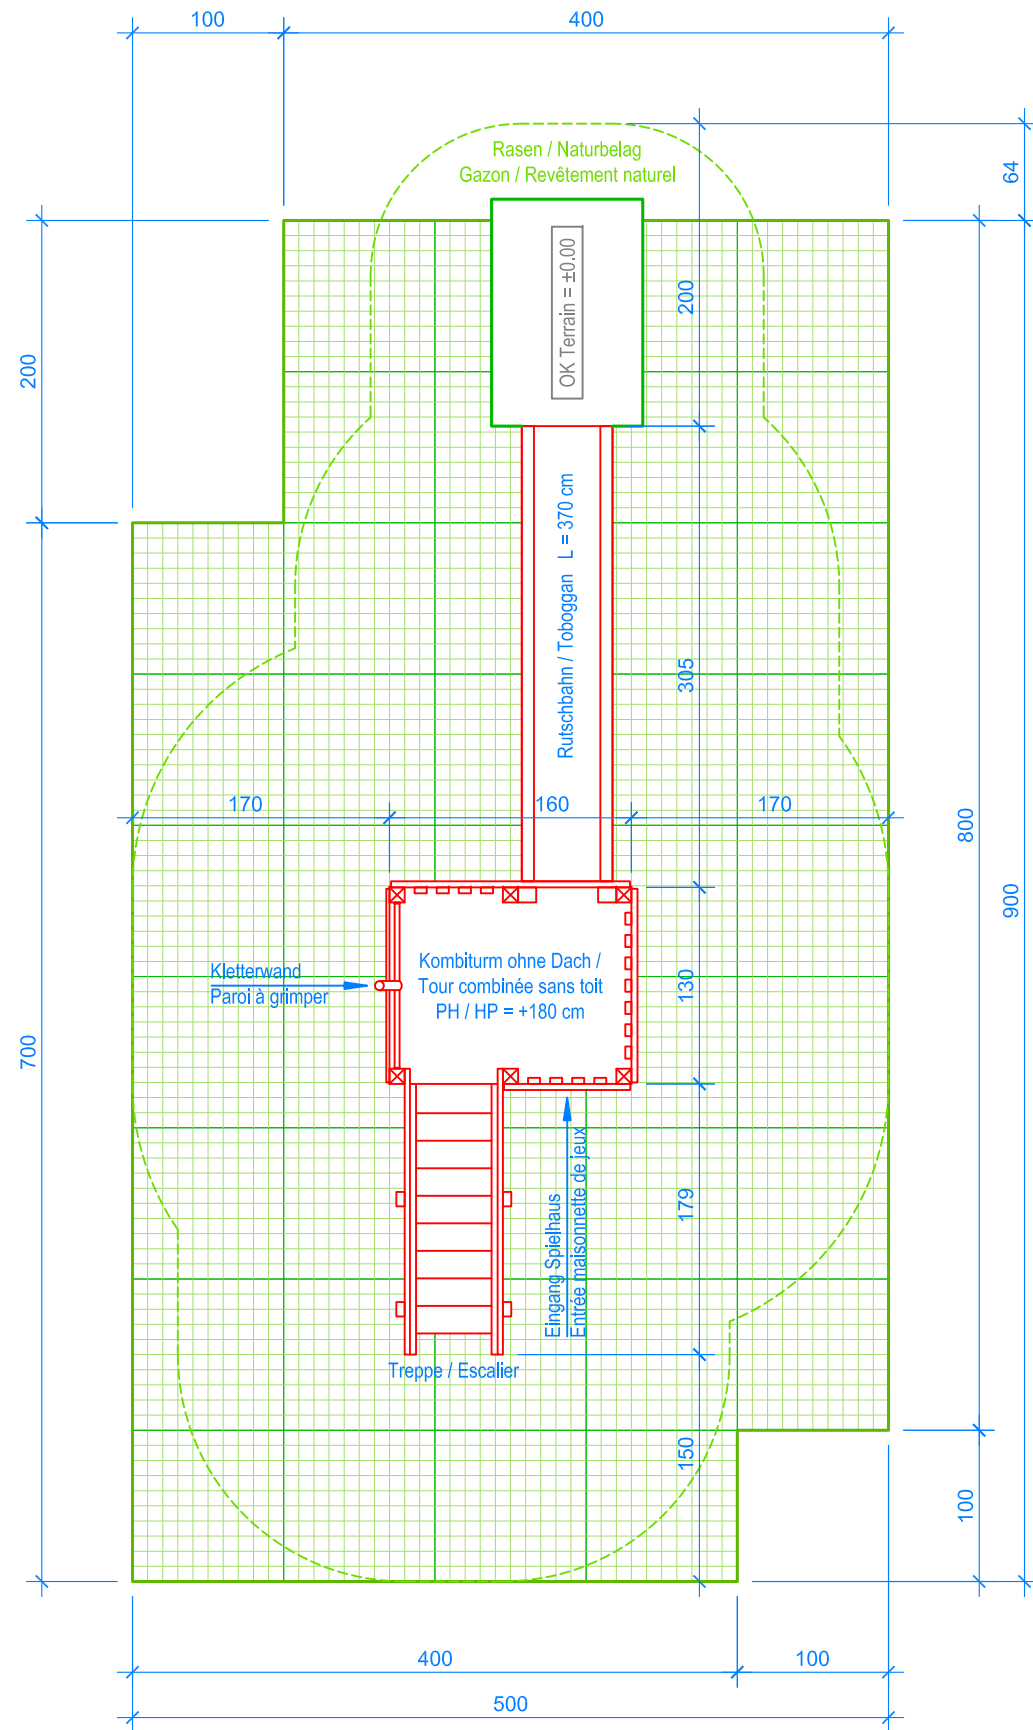 100
400
Rasen / Naturbelag
Gazon / Revêtement naturel
64
OK Terrain = ±0.00
200
200
Rutschbahn / Toboggan L = 370 cm
305
170
160
170
800
900
Kletterwand
Paroi à grimper
Kombiturm ohne Dach /
Tour combinée sans toit
PH / HP = +180 cm
130
700
Eingang Spielhaus
Entrée maisonnette de jeux
179
Treppe / Escalier
150
100
400
100
500